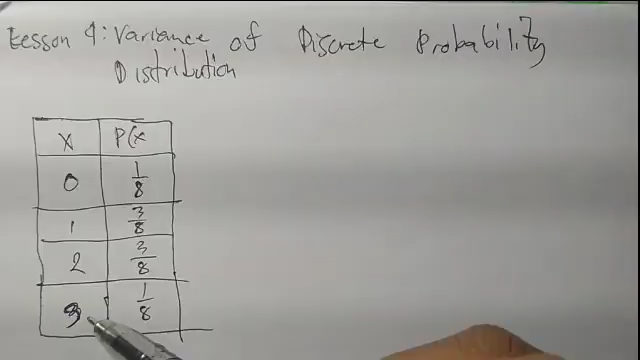 Lesson 4: Variance of Discrete Probability
Distribution
X P(x
0 1/8
1 3/8
2 3/8
3 1/8